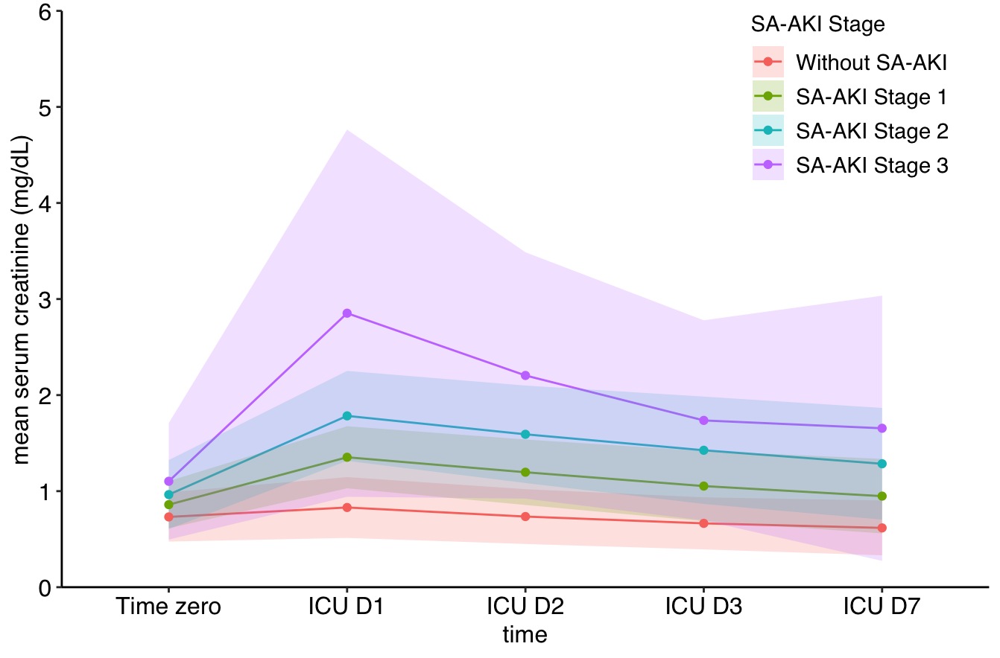 SA-AKI Stage
Without SA-AKI
SA-AKI Stage 1
SA-AKI Stage 2
SA-AKI Stage 3
mean serum creatinine (mg/dL)
6
5
4
3
2
1
0
Time zero ICU D1 ICU D2 ICU D3 ICU D7
time